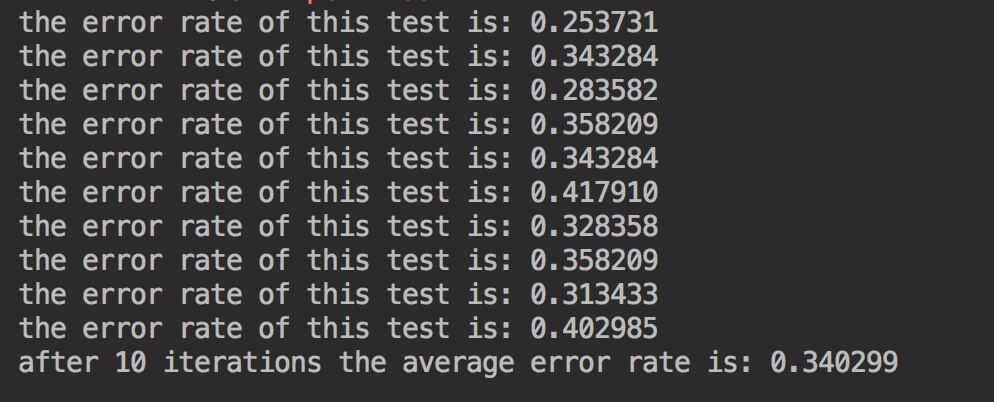 the error rate of this test is: 0.253731
the error rate of this test is: 0.343284
the error rate of this test is: 0.283582
the error rate of this test is: 0.358209
the error rate of this test is: 0.343284
the error rate of this test is: 0.417910
the error rate of this test is: 0.328358
the error rate of this test is: 0.358209
the error rate of this test is: 0.313433
the error rate of this test is: 0.402985
after 10 iterations the average error rate is: 0.340299